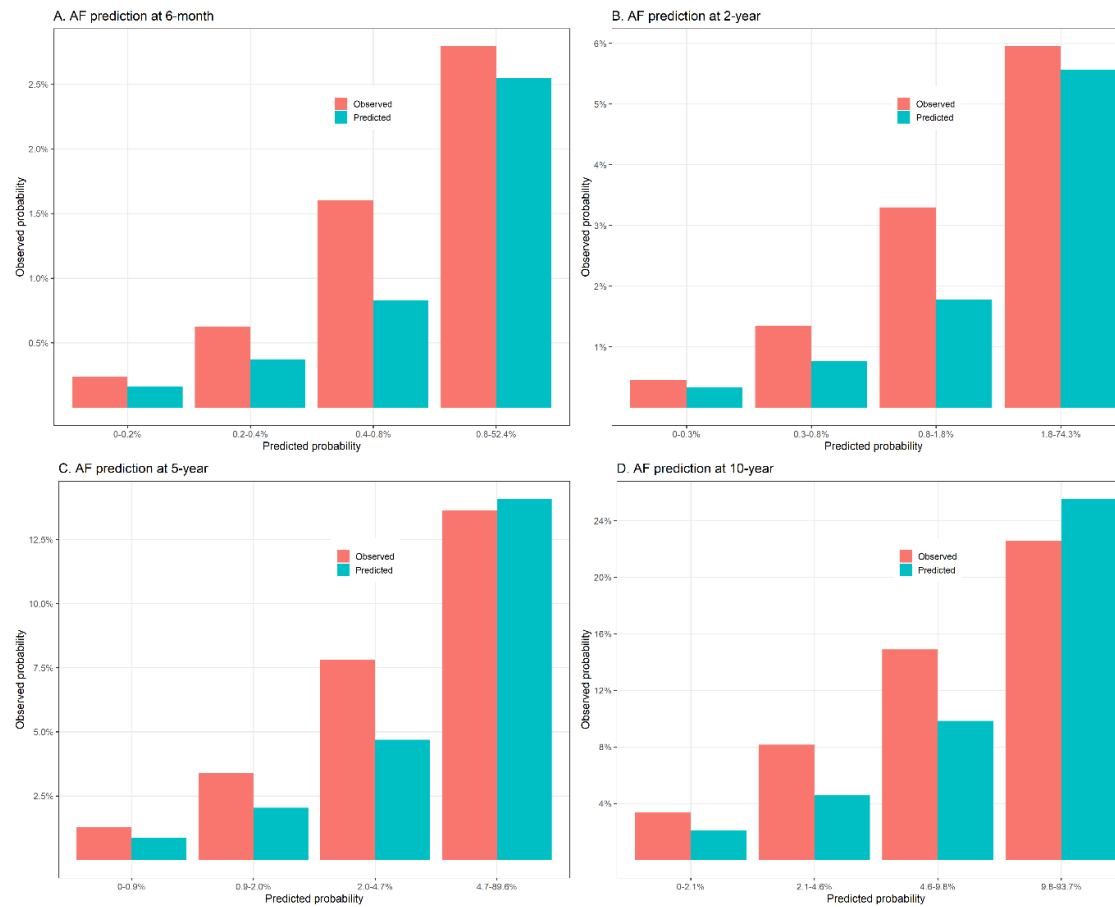 A. AF prediction at 6-month
Observed probability
2.5%
2.0%
1.5%
1.0%
0.5%
Observed
Predicted
0-0.2%
0.2-0.4%
0.4-0.8%
0.8-52.4%
Predicted probability
B. AF prediction at 2-year
Observed probability
6%
5%
4%
3%
2%
1%
Observed
Predicted
0-0.3%
0.3-0.8%
0.8-1.8%
1.8-74.3%
Predicted probability
C. AF prediction at 5-year
Observed probability
12.5%
10.0%
7.5%
5.0%
2.5%
Observed
Predicted
0-0.9%
0.9-2.0%
2.0-4.7%
4.7-89.6%
Predicted probability
D. AF prediction at 10-year
Observed probability
24%
20%
16%
12%
8%
4%
Observed
Predicted
0-2.1%
2.1-4.6%
4.6-9.8%
9.8-93.7%
Predicted probability